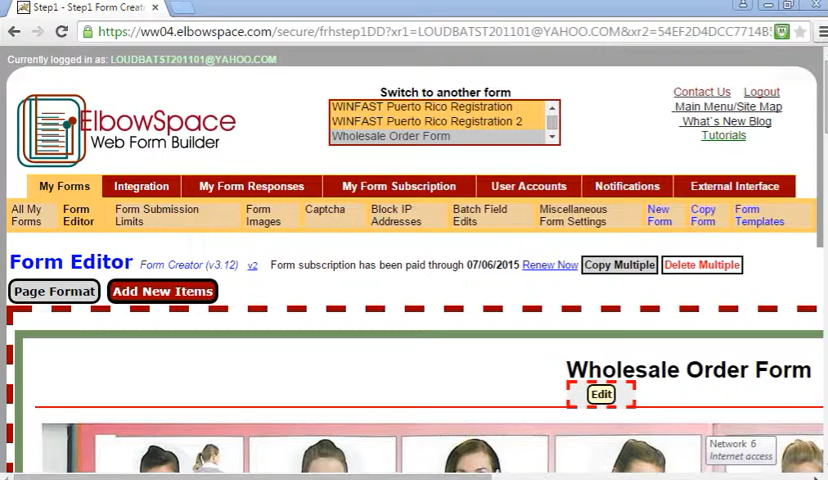 Step1 - Step1 Form Creat
https://ww04.elbowspace.com/secure/frhstep1DD?xr1=LOUDBATST201101@YAHOO.COM&xr2=54EF2D4DCC7714B5
Currently logged in as: LOUDBATST201101@YAHOO.COM
Switch to another form
WINFAST Puerto Rico Registration
WINFAST Puerto Rico Registration 2
Wholesale Order Form
Contact Us Logout
Main Menu/Site Map
What`s New Blog
Tutorials
ElbowSpace
Web Form Builder
My Forms Integration My Form Responses My Form Subscription User Accounts Notifications External Interface
All My Forms Form Editor Form Submission Limits Form Images Captcha Block IP Addresses Batch Field Edits Miscellaneous Form Settings New Form Copy Form Form Templates
Form Editor Form Creator (v3.12) v2 Form subscription has been paid through 07/06/2015 Renew Now Copy Multiple Delete Multiple
Page Format Add New Items
Wholesale Order Form
Edit
Network 6
Internet access